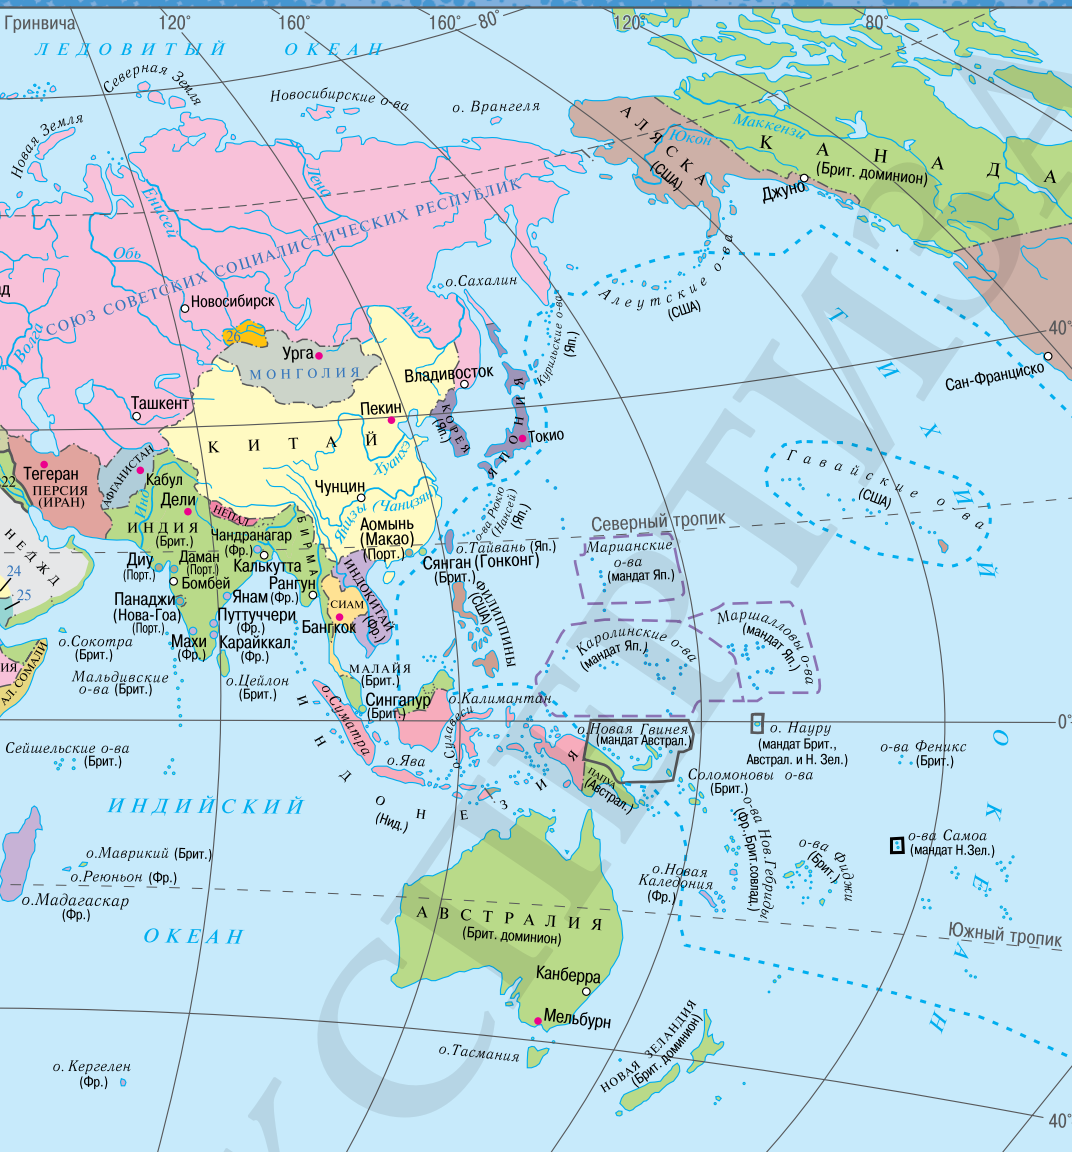 Гринвича
120°
160°
160°
80°
120°
80°
ЛЕДОВИТЫЙ ОКЕАН
Северная Земля
Новосибирские о-ва
о. Врангеля
Новая Земля
АЛЯСКА
(США)
Юкон
Маккензи
КАНАДА
(Брит. доминион)
Джуно
Лена
Енисей
Обь
СОЮЗ СОВЕТСКИХ СОЦИАЛИСТИЧЕСКИХ РЕСПУБЛИК
о.Сахалин
Алеутские о-ва
(США)
Новосибирск
Волга
26
Амур
Курильские о-ва
(Яп.)
ТИХИЙ
40°
Урга
МОНГОЛИЯ
Владивосток
Сан-Франциско
Ташкент
Пекин
КОРЕЯ
(Яп.)
ЯПОНИЯ
Токио
КИТАЙ
Хуанхэ
Тегеран
ПЕРСИЯ
(ИРАН)
22
АФГАНИСТАН
Кабул
Инд
Дели
Чунцин
Янцзы (Чанцзян)
о-ва Рюкю
(Нансей)
(Яп.)
Гавайские о-ва
(США)
НЕПАЛ
БИРМА
ИНДИЯ
(Брит.)
Чандранагар
(Фр.)
Аомынь
(Макао)
(Порт.)
Северный тропик
НЕДЖД
24
25
Диу
(Порт.)
Даман
(Порт.)
Бомбей
Калькутта
Рангун
о.Тайвань (Яп.)
Сянган (Гонконг)
(Брит.)
Марианские
о-ва
(мандат Яп.)
ИНДОКИТАЙ
(Фр.)
ФИЛИППИНЫ
(США)
Панаджи
(Нова-Гоа)
(Порт.)
Янам (Фр.)
Путтуччери
(Фр.)
СИАМ
Бангкок
Маршалловы о-ва
(мандат Яп.)
Каролинские о-ва
(мандат Яп.)
о.Сокотра
(Брит.)
Махи
(Фр.)
Карайккал
(Фр.)
ИЯ
АЛ.СОМАЛИ
Мальдивские
о-ва (Брит.)
о.Цейлон
(Брит.)
МАЛАЙЯ
(Брит.)
Сингапур
(Брит.)
о.Калимантан
о.Суматра
о.Сулавеси
о.Новая Гвинея
(мандат Австрал.)
о. Науру
(мандат Брит.,
Австрал. и Н. Зел.)
0°
Сейшельские о-ва
(Брит.)
о.Ява
ИНДОНЕЗИЯ
(Нид.)
ПАПУА
(Австрал.)
Соломоновы о-ва
(Брит.)
о-ва Феникс
(Брит.)
ИНДИЙСКИЙ
ОКЕАН
о-ва Нов.Гебриды
(Фр.,Брит.совлад.)
о-ва Фиджи
(Брит.)
о-ва Самоа
(мандат Н.Зел.)
о.Маврикий (Брит.)
о.Реюньон (Фр.)
о.Мадагаскар
(Фр.)
о.Новая
Каледония
(Фр.)
АВСТРАЛИЯ
(Брит. доминион)
Южный тропик
ОКЕАН
Канберра
Мельбурн
о.Тасмания
НОВАЯ ЗЕЛАНДИЯ
(Брит. доминион)
о. Кергелен
(Фр.)
40°